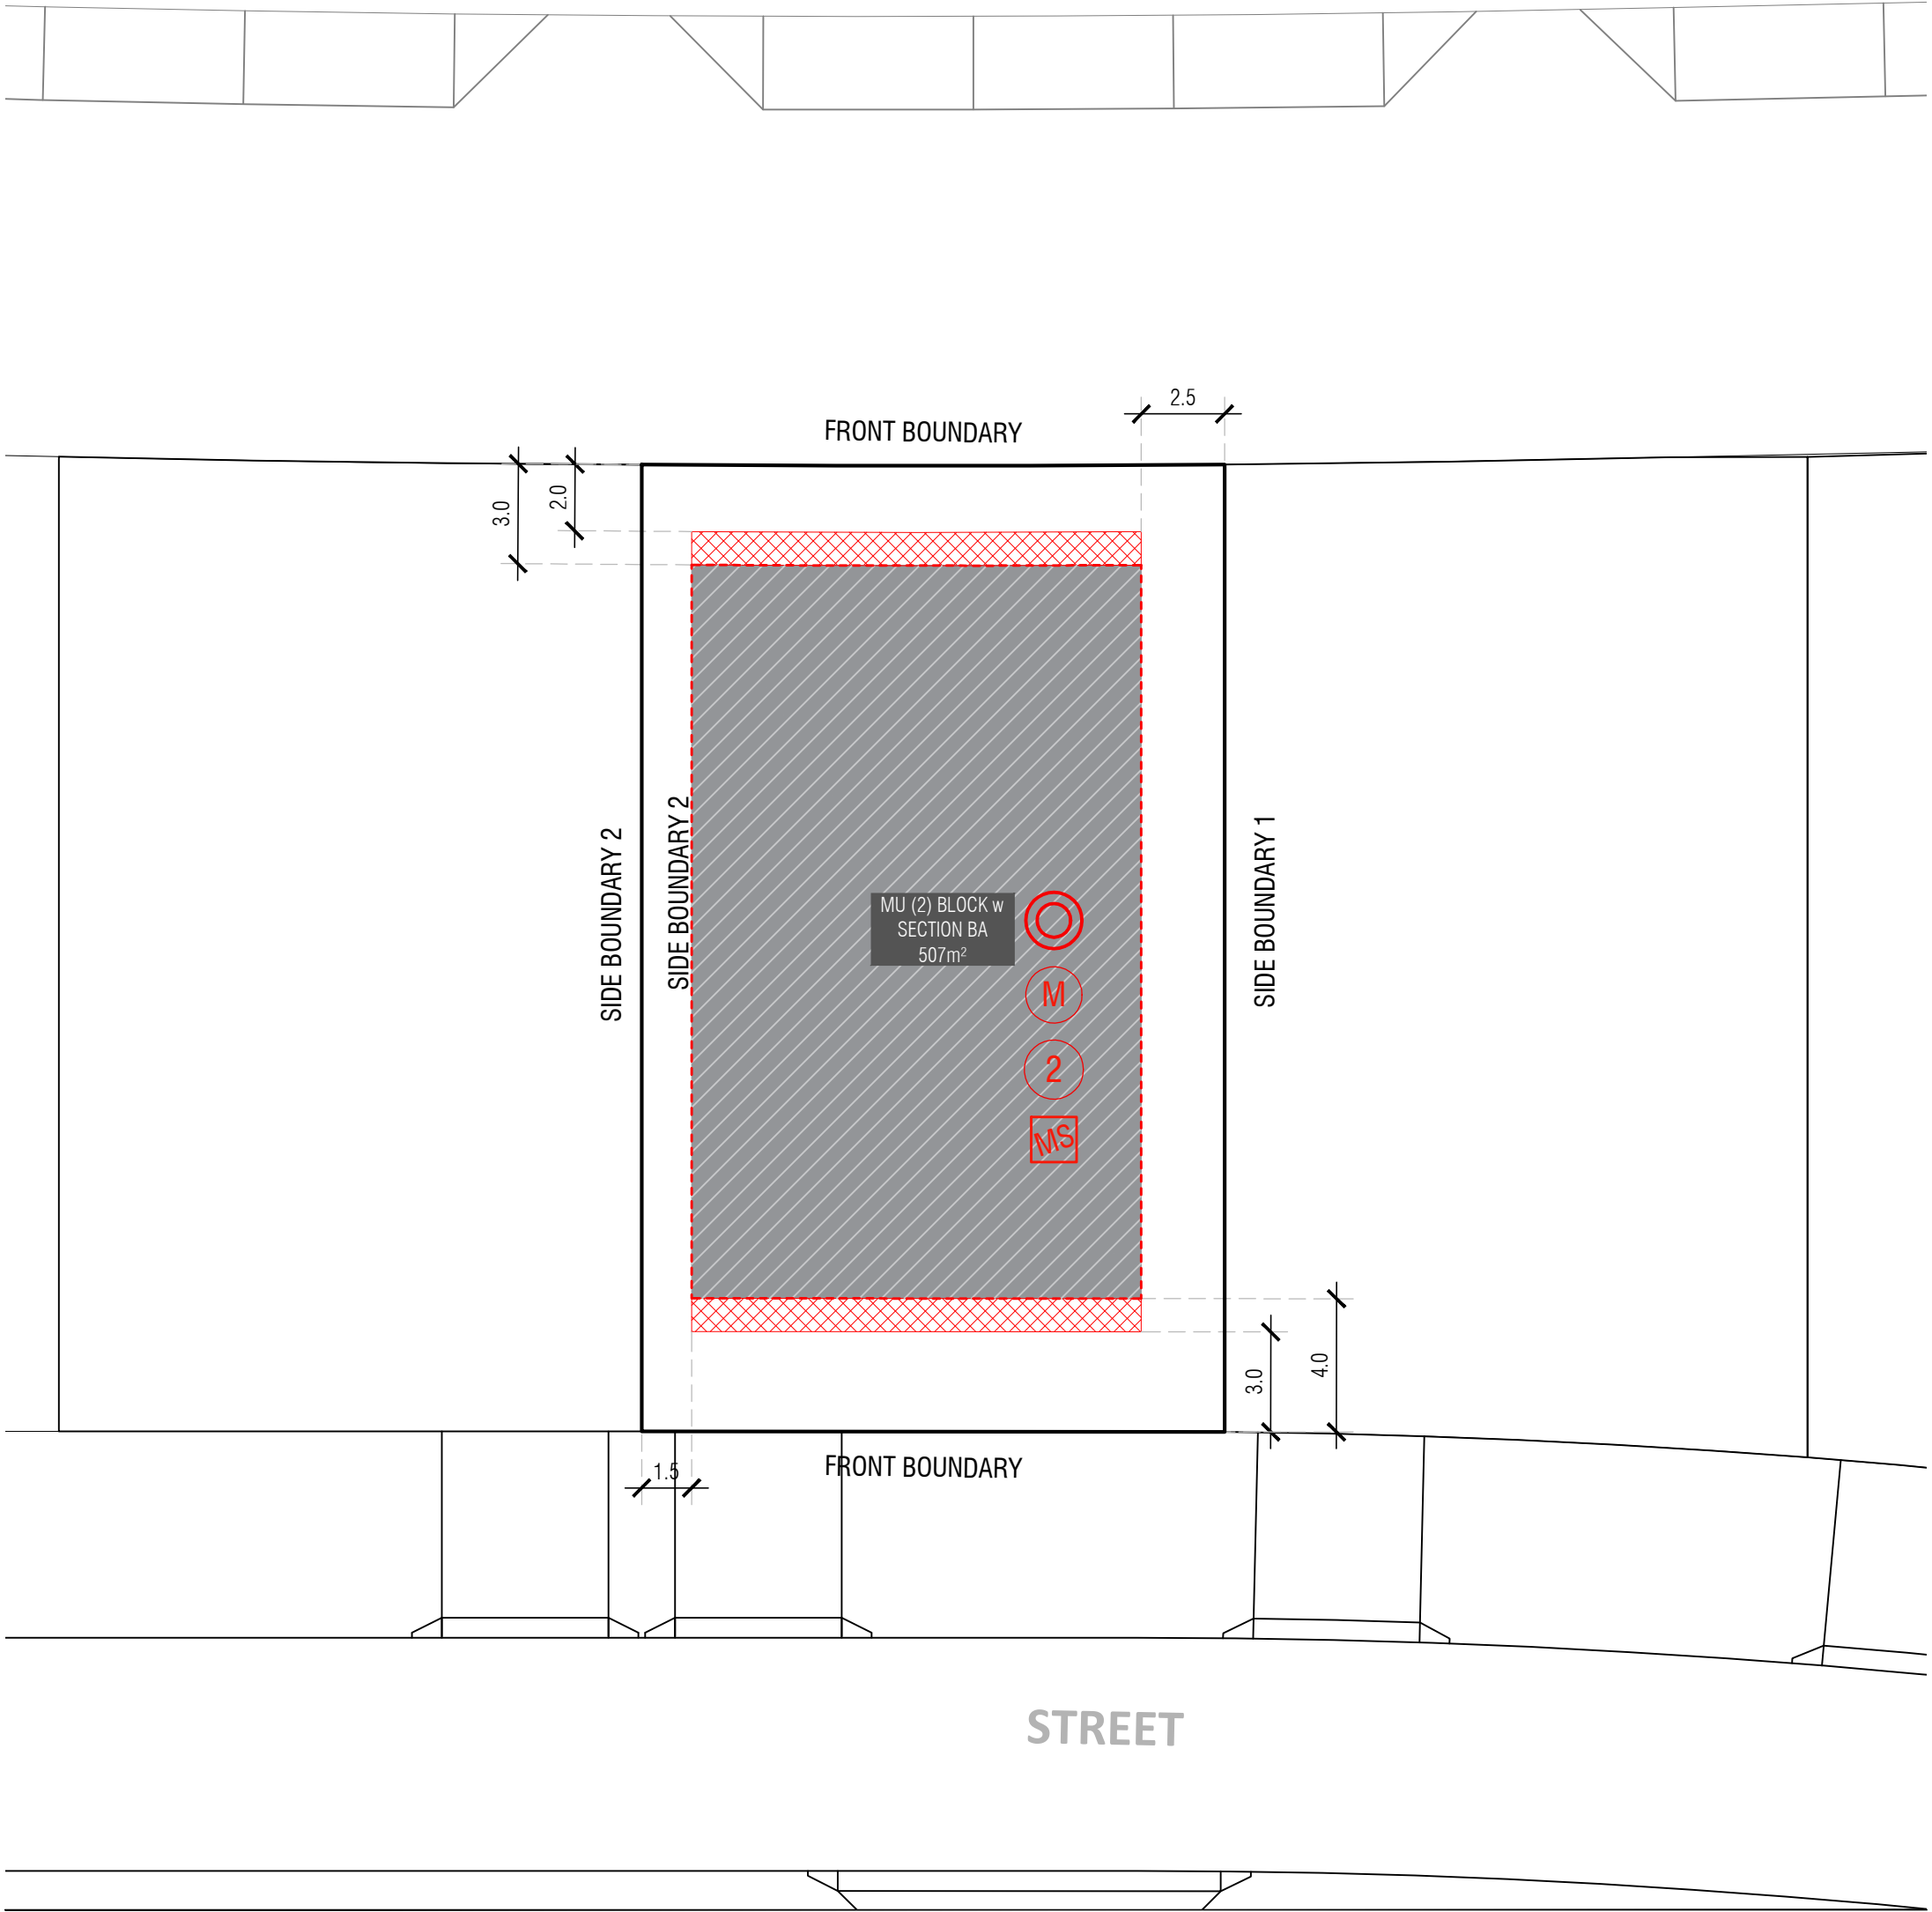 2.5
FRONT BOUNDARY
3.0
2.0
SIDE BOUNDARY 2
SIDE BOUNDARY 2
SIDE BOUNDARY 1
MU (2) BLOCK w
SECTION BA
507m²
M
2
MS
3.0
4.0
1.5
FRONT BOUNDARY
STREET